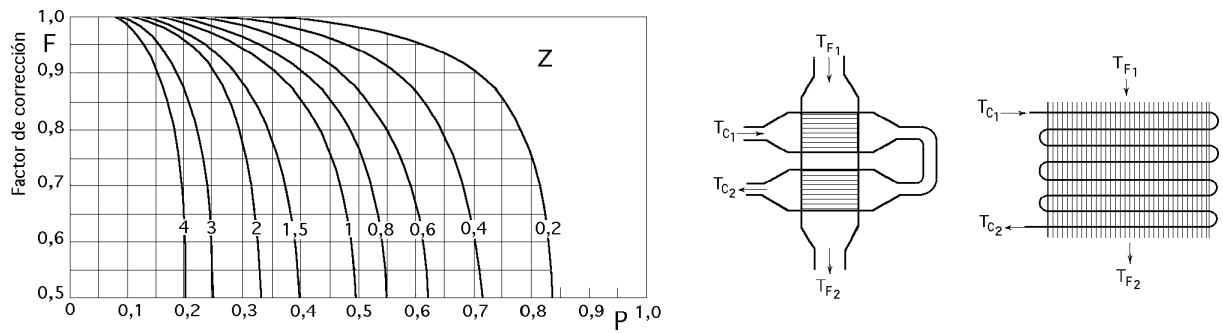 Factor de corrección
F
1,0
0,9
0,8
0,7
0,6
0,5
Z
4 3 2 1,5 1 0,8 0,6 0,4 0,2
0 0,1 0,2 0,3 0,4 0,5 0,6 0,7 0,8 0,9 1,0
P
TF1
TC1
TC2
TF2
TF1
TC1
TC2
TF2